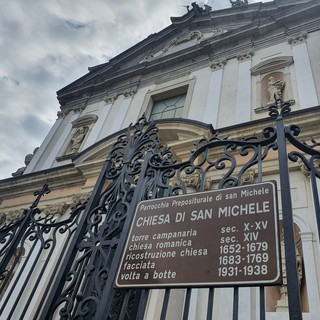 Parrocchia Prepositurale di san Michele
CHIESA DI SAN MICHELE
torre campanaria sec. X-XV
chiesa romanica sec. XIV
ricostruzione chiesa 1652-1679
facciata 1683-1769
volta a botte 1931-1938